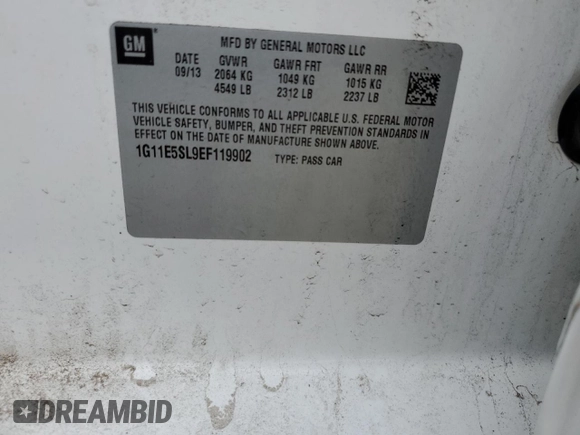 GM
MFD BY GENERAL MOTORS LLC
DATE GVWR GAWR FRT GAWR RR
09/13 2064 KG 1049 KG 1015 KG
4549 LB 2312 LB 2237 LB
THIS VEHICLE CONFORMS TO ALL APPLICABLE U.S. FEDERAL MOTOR
VEHICLE SAFETY, BUMPER, AND THEFT PREVENTION STANDARDS IN
EFFECT ON THE DATE OF MANUFACTURE SHOWN ABOVE.
1G11E5SL9EF119902 TYPE: PASS CAR
DREAMBID